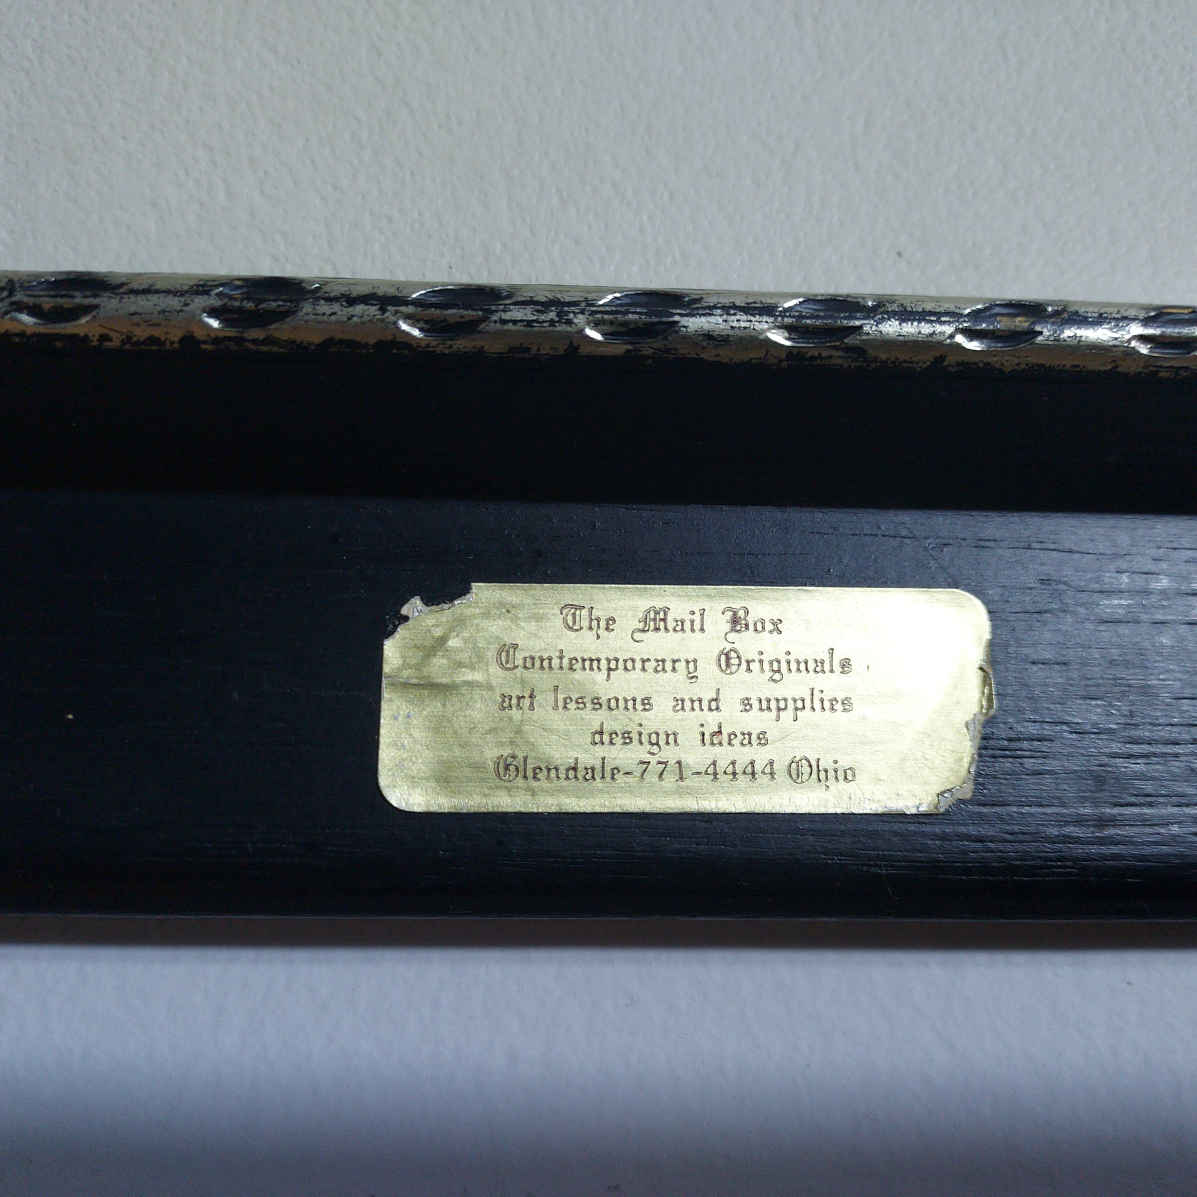 The Mail Box
Contemporary Originals
art lessons and supplies
design ideas
Glendale-771-4444 Ohio